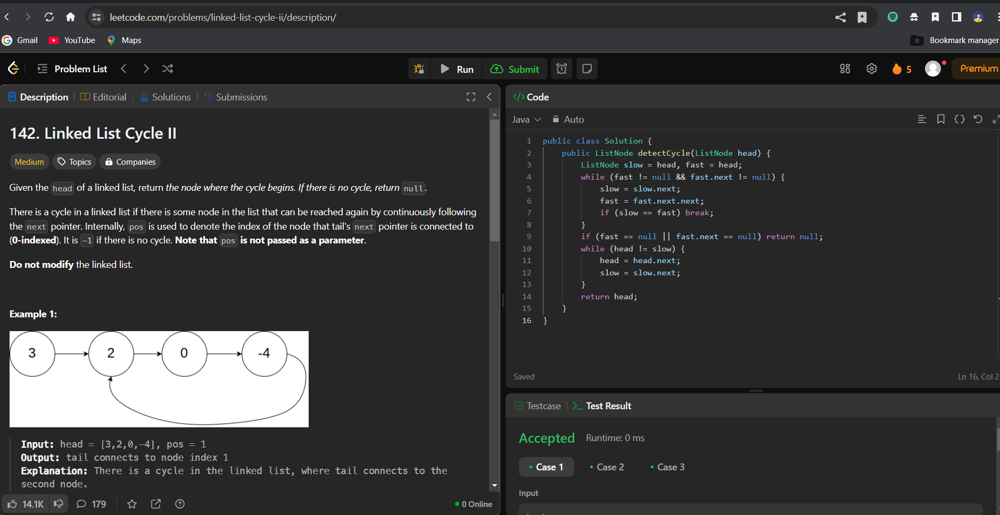 leetcode.com/problems/linked-list-cycle-ii/description/
Gmail YouTube Maps Bookmark manager
Problem List Run Submit 5 Premium
Description Editorial Solutions Submissions
142. Linked List Cycle II
Medium Topics Companies
Given the head of a linked list, return the node where the cycle begins. If there is no cycle, return null.
There is a cycle in a linked list if there is some node in the list that can be reached again by continuously following
the next pointer. Internally, pos is used to denote the index of the node that tail's next pointer is connected to
(0-indexed). It is -1 if there is no cycle. Note that pos is not passed as a parameter.
Do not modify the linked list.
Example 1:
3 2 0 -4
Input: head = [3,2,0,-4], pos = 1
Output: tail connects to node index 1
Explanation: There is a cycle in the linked list, where tail connects to the
second node.
14.1K 179 0 Online
</> Code
Java Auto
1 public class Solution {
2 public ListNode detectCycle(ListNode head) {
3 ListNode slow = head, fast = head;
4 while (fast != null && fast.next != null) {
5 slow = slow.next;
6 fast = fast.next.next;
7 if (slow == fast) break;
8 }
9 if (fast == null || fast.next == null) return null;
10 while (head != slow) {
11 head = head.next;
12 slow = slow.next;
13 }
14 return head;
15 }
16 }
Saved Ln 16, Col 2
Testcase Test Result
Accepted Runtime: 0 ms
Case 1 Case 2 Case 3
Input